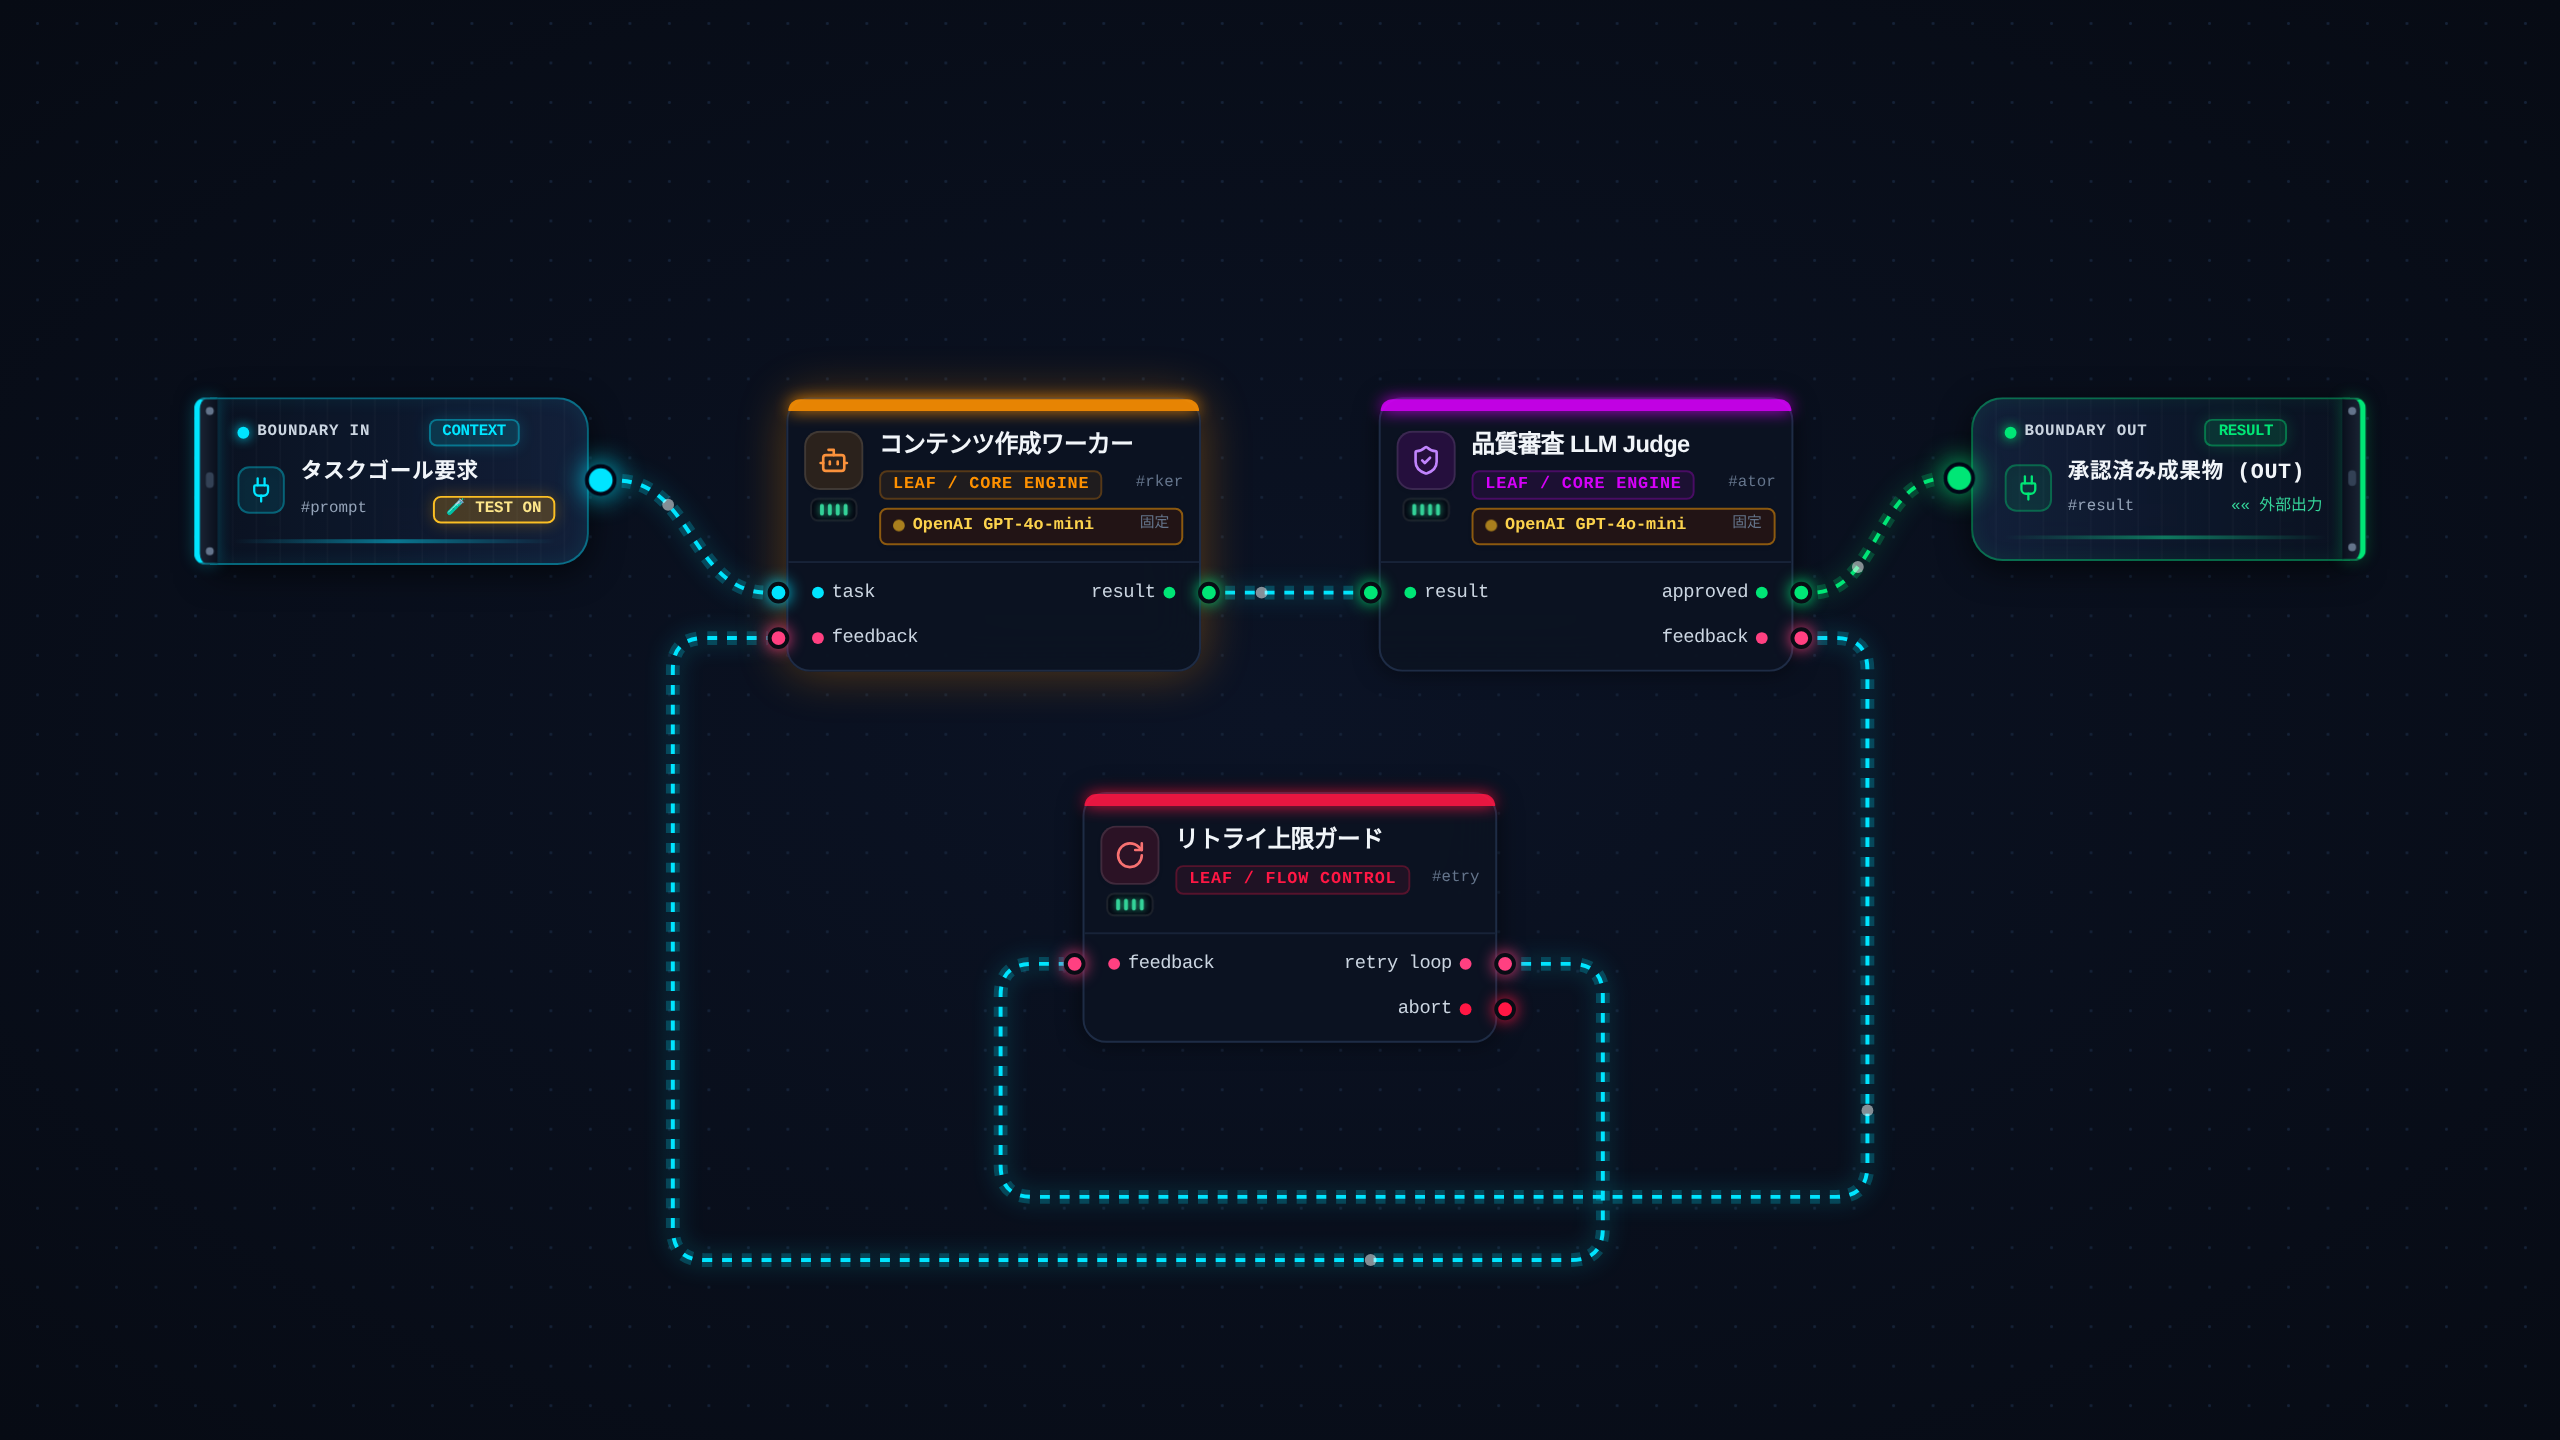 BOUNDARY IN
CONTEXT
タスクゴール要求
#prompt
TEST ON
コンテンツ作成ワーカー
LEAF / CORE ENGINE
#rker
OpenAI GPT-4o-mini
固定
task
result
feedback
品質審査 LLM Judge
LEAF / CORE ENGINE
#ator
OpenAI GPT-4o-mini
固定
result
approved
feedback
BOUNDARY OUT
RESULT
承認済み成果物 (OUT)
#result
«« 外部出力
リトライ上限ガード
LEAF / FLOW CONTROL
#etry
feedback
retry loop
abort